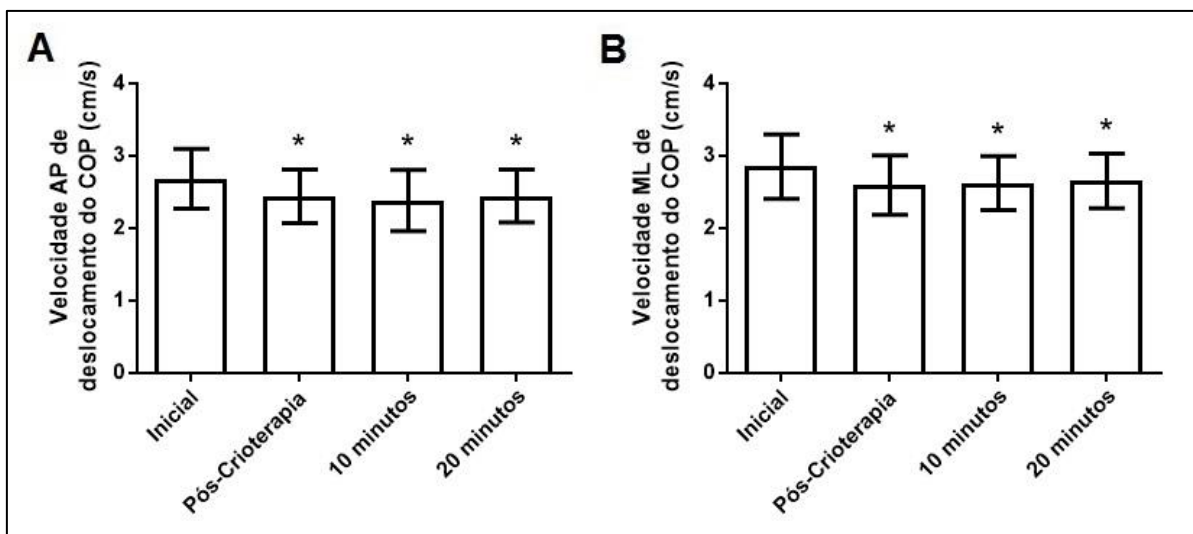 A
Velocidade AP de
deslocamento do COP (cm/s)
4
3
2
1
0
*
*
*
Inicial
Pós-Crioterapia
10 minutos
20 minutos
B
Velocidade ML de
deslocamento do COP (cm/s)
4
3
2
1
0
*
*
*
Inicial
Pós-Crioterapia
10 minutos
20 minutos